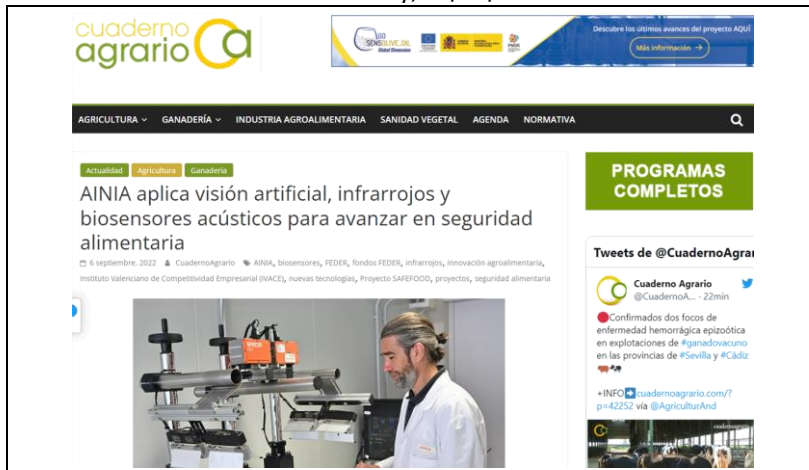 cuaderno
agrario
GO
SENSOLIVE_OIL
Global Dimension
Descubre los últimos avances del proyecto AQUÍ
Más información →
AGRICULTURA
GANADERÍA
INDUSTRIA AGROALIMENTARIA
SANIDAD VEGETAL
AGENDA
NORMATIVA
Actualidad
Agricultura
Ganadería
AINIA aplica visión artificial, infrarrojos y
biosensores acústicos para avanzar en seguridad
alimentaria
6 septiembre, 2022 CuadernoAgrario AINIA, biosensores, FEDER, fondos FEDER, infrarrojos, innovación agroalimentaria,
Instituto Valenciano de Competitividad Empresarial (IVACE), nuevas tecnologías, Proyecto SAFEFOOD, proyectos, seguridad alimentaria
PROGRAMAS
COMPLETOS
Tweets de @CuadernoAgrar
Cuaderno Agrario
@CuadernoA... · 22min
Confirmados dos focos de
enfermedad hemorrágica epizoótica
en explotaciones de #ganadovacuno
en las provincias de #Sevilla y #Cádiz
+INFO cuadernoagrario.com/?
p=42252 vía @AgriculturAnd